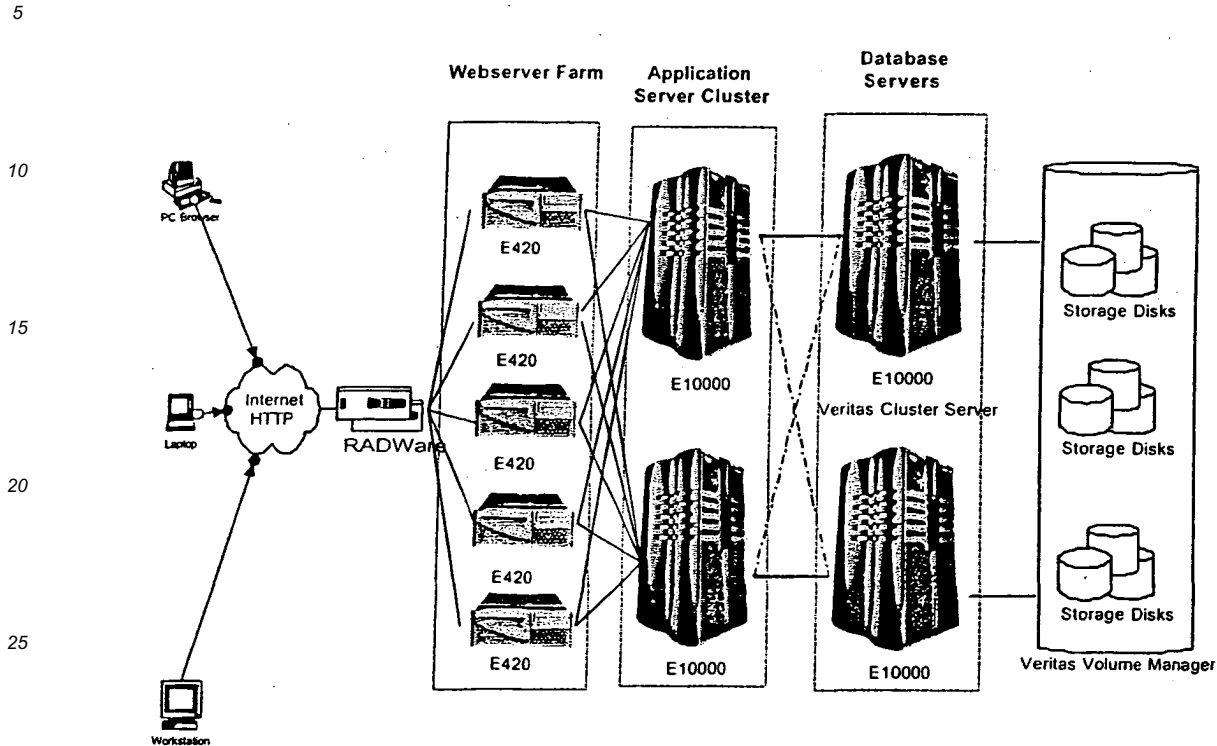 5
10
15
20
25
Webserver Farm
Application
Server Cluster
Database
Servers
PC Browser
Laptop
Workstation
Internet
HTTP
RADWare
E420
E420
E420
E420
E420
E10000
E10000
E10000
Veritas Cluster Server
E10000
Storage Disks
Storage Disks
Storage Disks
Veritas Volume Manager